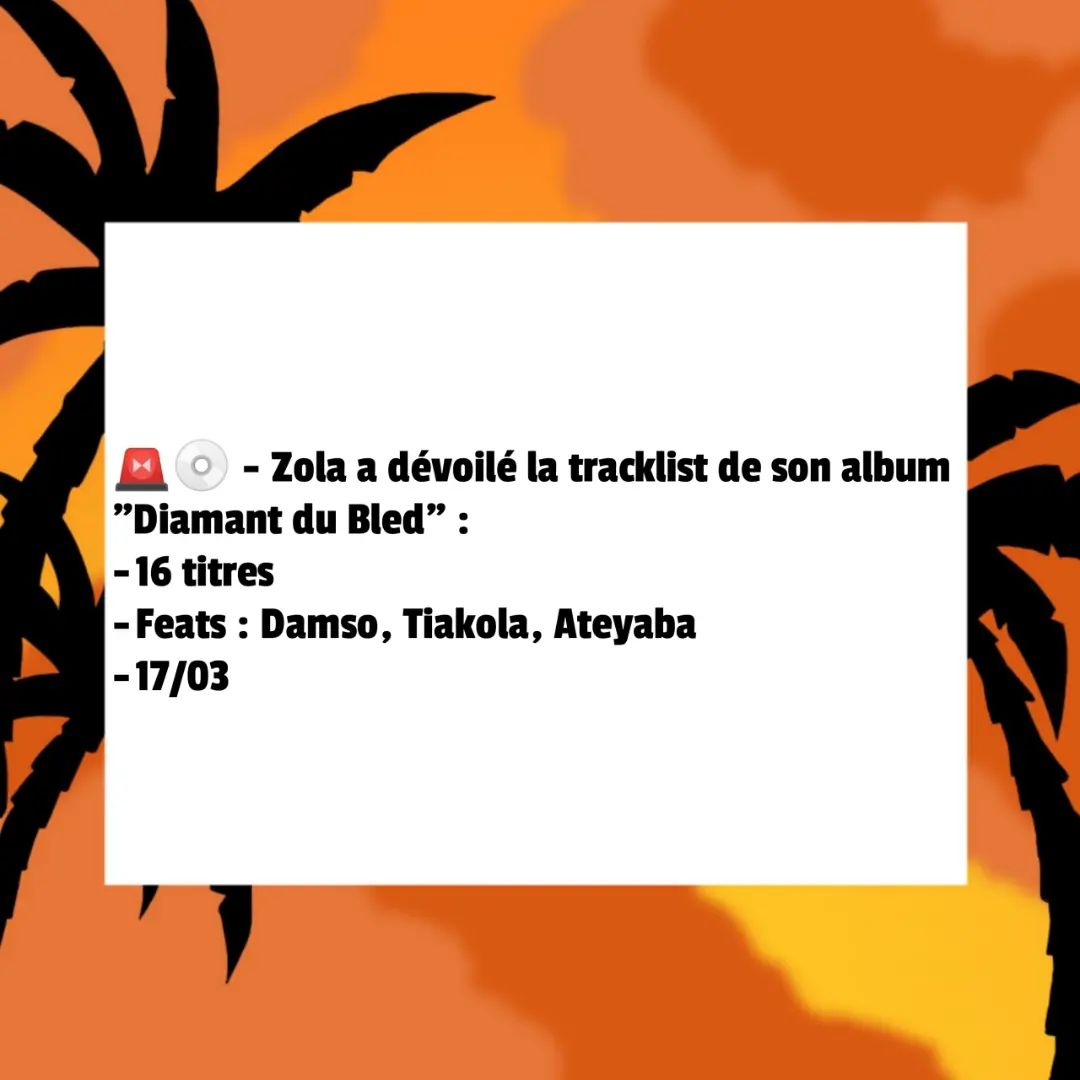 🚨💿 - Zola a dévoilé la tracklist de son album
”Diamant du Bled” :
-16 titres
-Feats : Damso, Tiakola, Ateyaba
-17/03